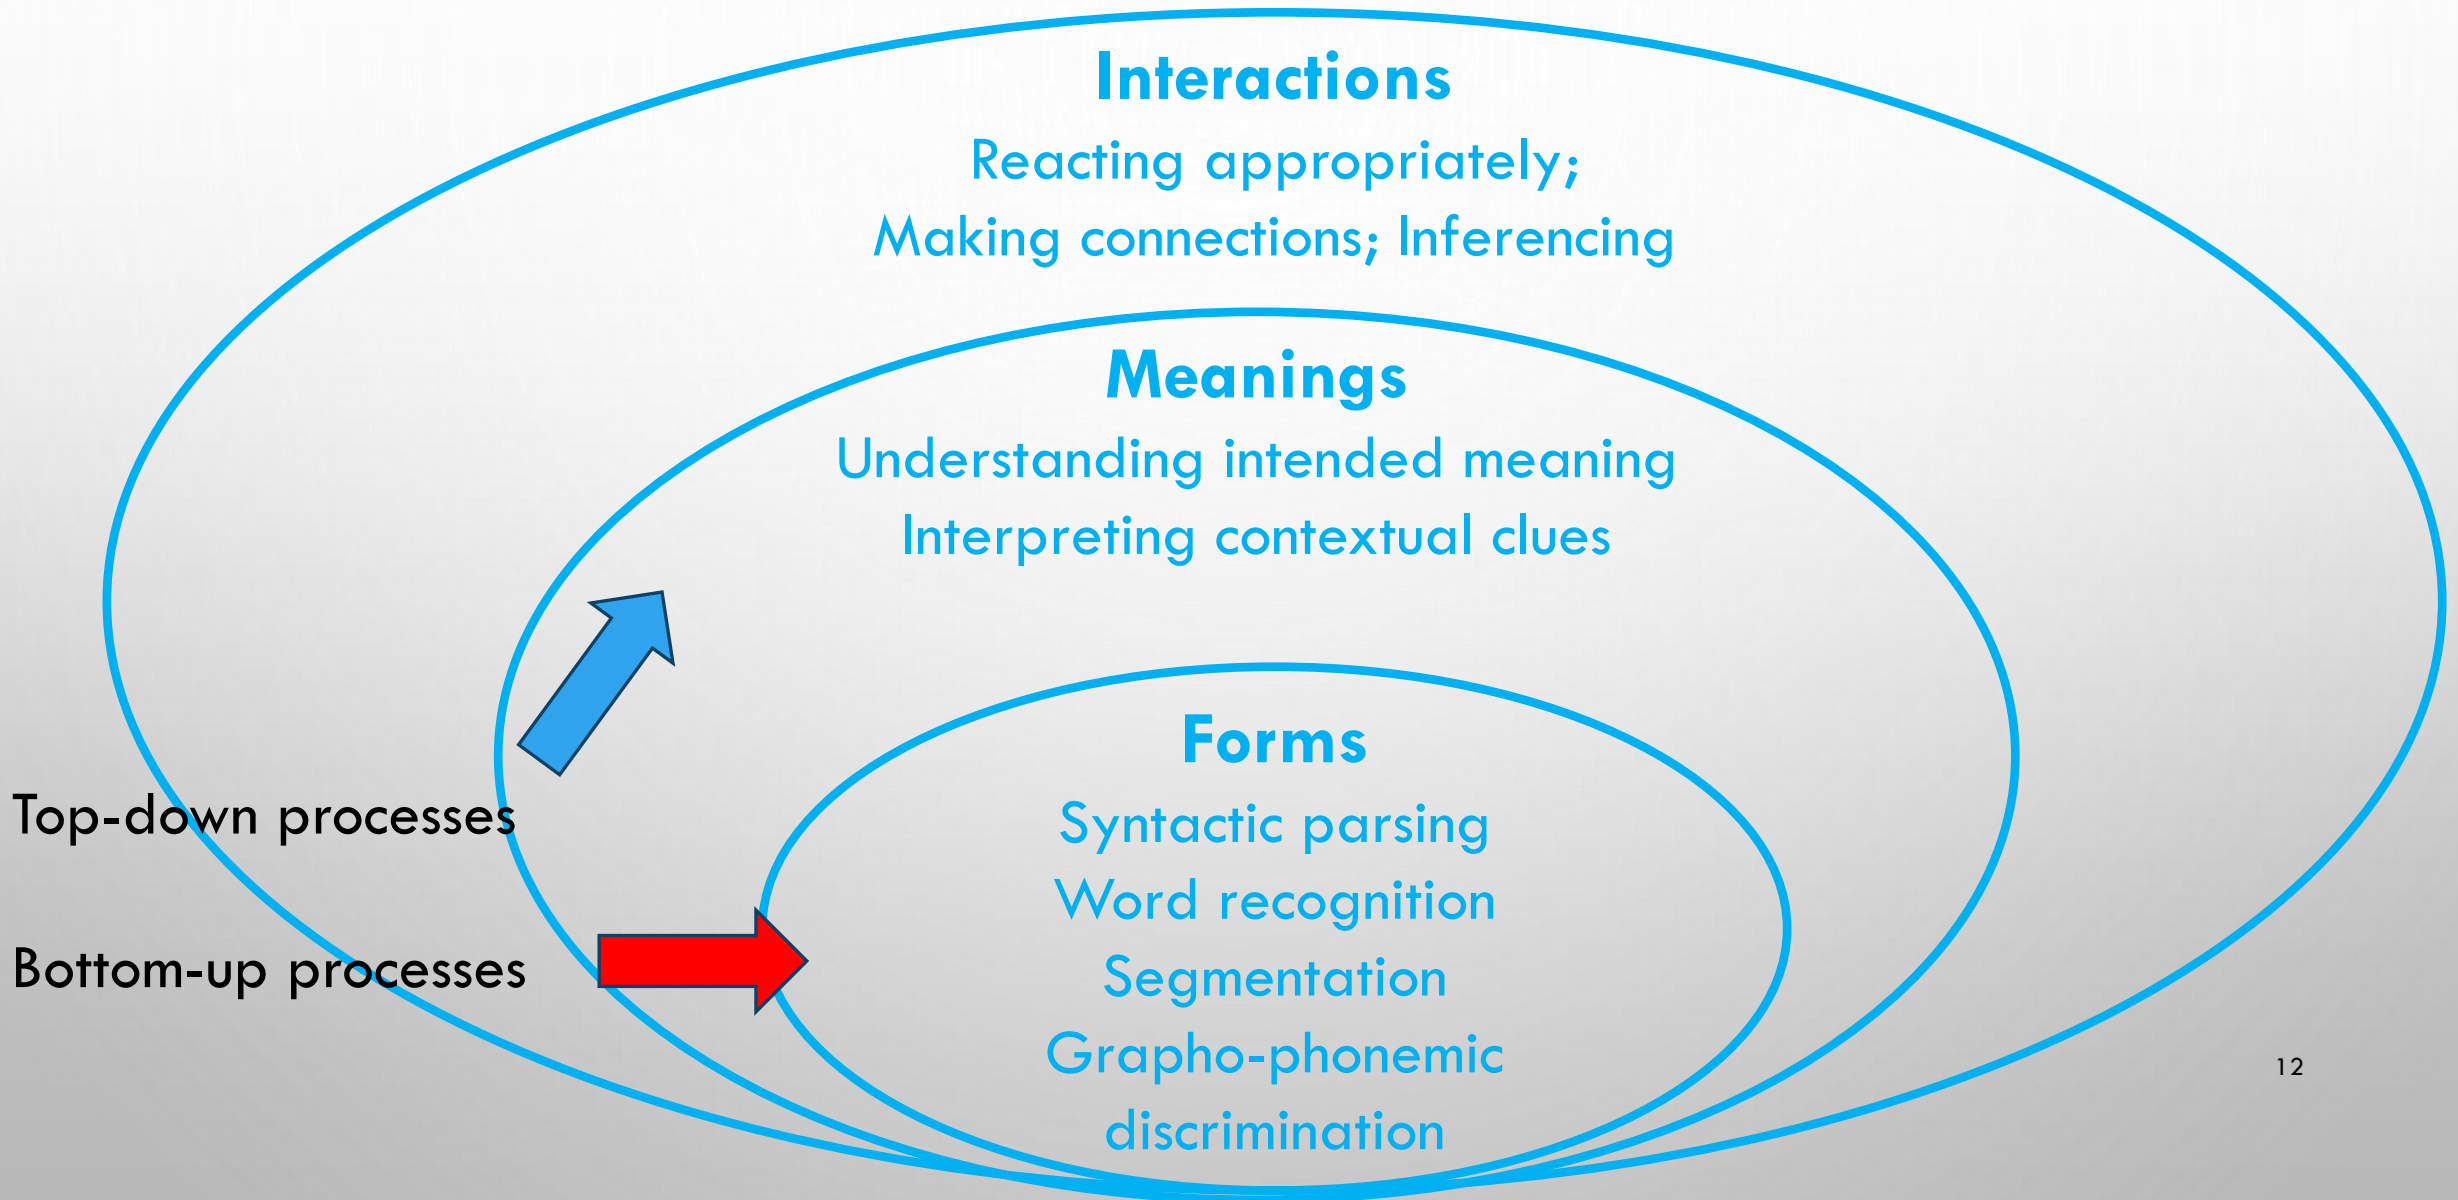 Interactions
Reacting appropriately;
Making connections; Inferencing
Meanings
Understanding intended meaning
Interpreting contextual clues
Forms
Top-down processes
Syntactic parsing
Word recognition
Bottom-up processes
Segmentation
Grapho-phonemic
discrimination
12